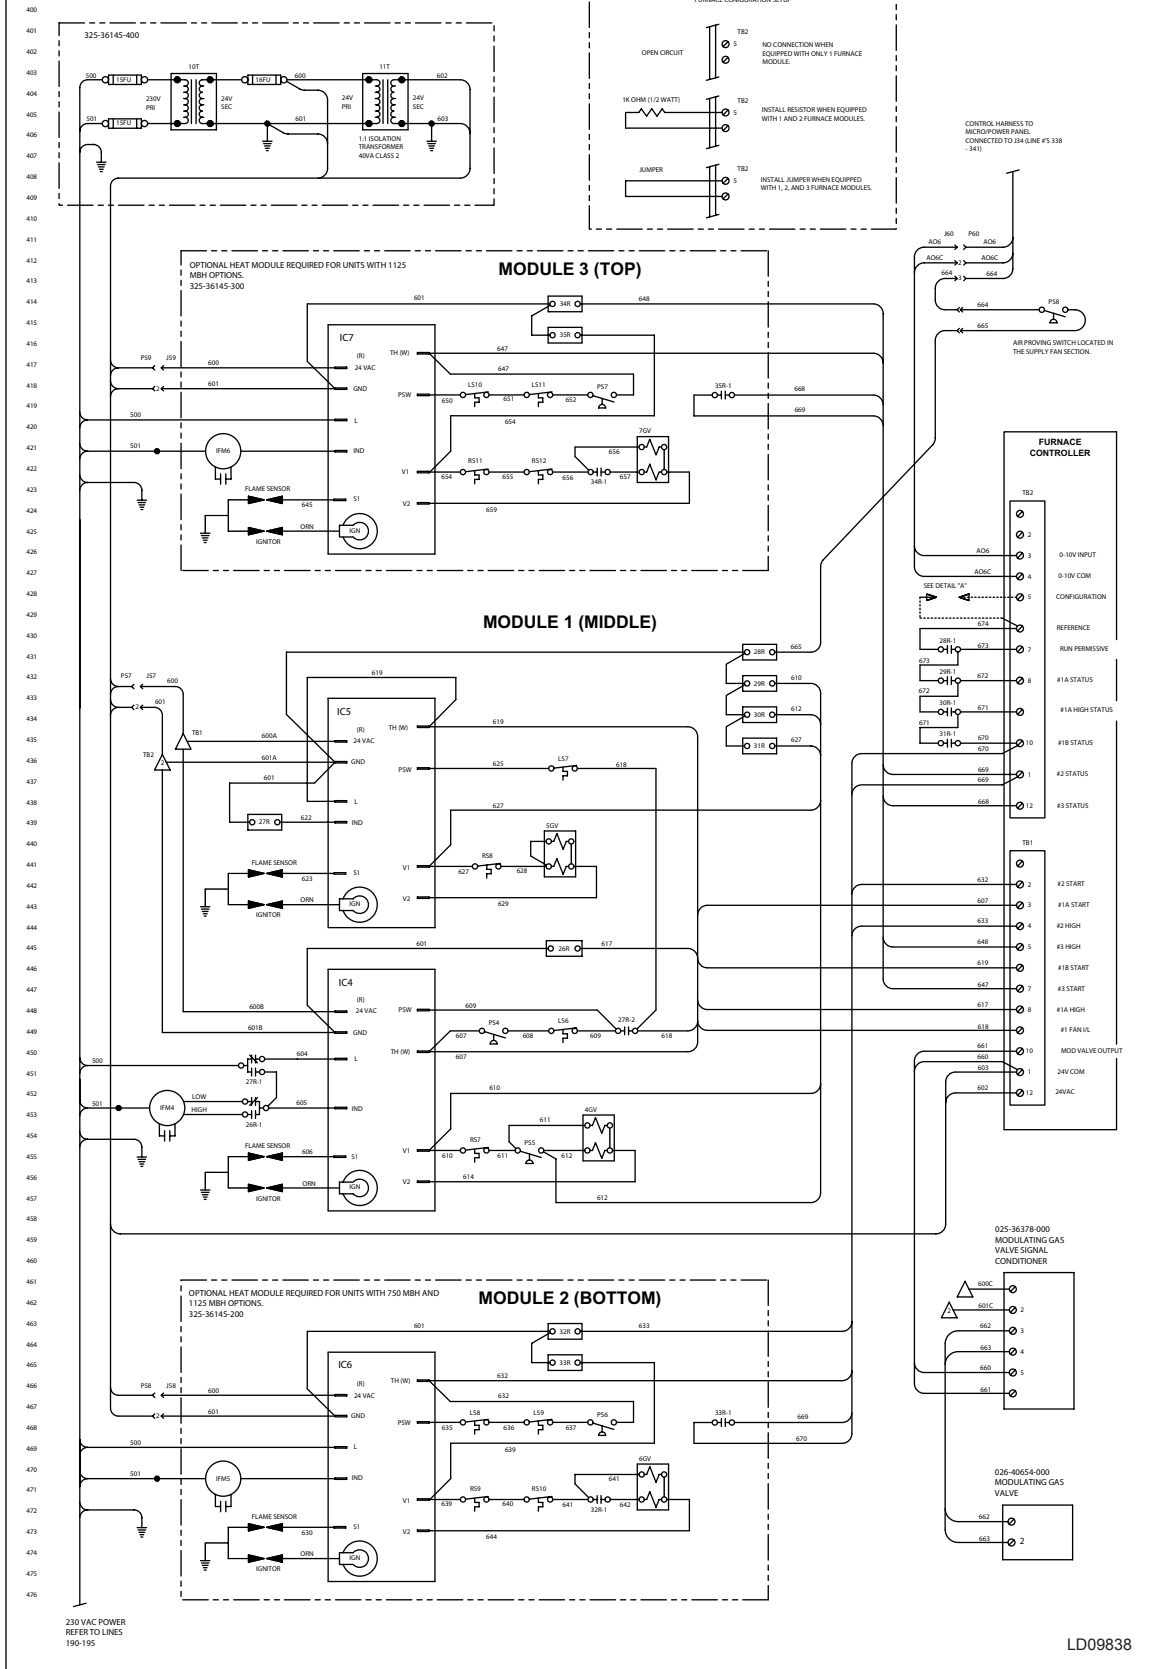 FURNACE CONFIGURATION SETUP
400
401
402
403
404
405
406
407
408
409
410
411
412
413
414
415
416
417
418
419
420
421
422
423
424
425
426
427
428
429
430
431
432
433
434
435
436
437
438
439
440
441
442
443
444
445
446
447
448
449
450
451
452
453
454
455
456
457
458
459
460
461
462
463
464
465
466
467
468
469
470
471
472
473
474
475
476
325-36145-400
10T
11T
500
15FU
16FU
600
602
230V
PRI
24V
SEC
24V
PRI
24V
SEC
501
15FU
601
603
1:1 ISOLATION
TRANSFORMER
40VA CLASS 2
OPEN CIRCUIT
TB2
5
NO CONNECTION WHEN
EQUIPPED WITH ONLY 1 FURNACE
MODULE.
1K OHM (1/2 WATT)
TB2
5
INSTALL RESISTOR WHEN EQUIPPED
WITH 1 AND 2 FURNACE MODULES.
JUMPER
TB2
5
INSTALL JUMPER WHEN EQUIPPED
WITH 1, 2, AND 3 FURNACE MODULES.
CONTROL HARNESS TO
MICRO/POWER PANEL
CONNECTED TO J34 (LINE #'S 338
- 341)
J60 P60
AO6 AO6
AO6C 2 AO6C
664 3 664
664
PS8
665
AIR PROVING SWITCH LOCATED IN
THE SUPPLY FAN SECTION.
OPTIONAL HEAT MODULE REQUIRED FOR UNITS WITH 1125
MBH OPTIONS.
325-36145-300
MODULE 3 (TOP)
601
34R
648
35R
IC7
(R)
24 VAC
GND
L
IND
S1
IGN
TH (W)
PSW
V1
V2
P59 J59
600
2
601
500
501
IFM6
FLAME SENSOR
645
ORN
IGNITOR
647
647
650
LS10
651
LS11
652
PS7
654
654
RS11
655
RS12
656
34R-1
656
657
7GV
659
35R-1
668
669
MODULE 1 (MIDDLE)
P57 J57
600
2
601
TB1
TB2
2
619
IC5
(R)
24 VAC
GND
L
IND
S1
IGN
TH (W)
PSW
V1
V2
600A
601A
601
27R
622
FLAME SENSOR
623
ORN
IGNITOR
619
625
LS7
618
627
5GV
RS8
627
628
629
28R
665
29R
610
30R
612
31R
627
601
26R
617
IC4
(R)
24 VAC
GND
L
IND
S1
IGN
PSW
TH (W)
V1
V2
600B
601B
500
604
27R-1
501
IFM4
LOW
HIGH
26R-1
605
FLAME SENSOR
606
ORN
IGNITOR
609
PS4
LS6
27R-2
607
608
609
618
607
610
611
4GV
RS7
PS5
610
611
612
614
612
OPTIONAL HEAT MODULE REQUIRED FOR UNITS WITH 750 MBH AND
1125 MBH OPTIONS.
325-36145-200
MODULE 2 (BOTTOM)
601
32R
633
33R
IC6
(R)
24 VAC
GND
L
IND
S1
IGN
TH (W)
PSW
V1
V2
P58 J58
600
2
601
500
501
IFM5
FLAME SENSOR
630
ORN
IGNITOR
632
632
635
LS8
636
LS9
637
PS6
639
639
RS9
640
RS10
641
32R-1
641
642
6GV
644
33R-1
669
670
FURNACE
CONTROLLER
TB2
2
AO6 3 0-10V INPUT
AO6C 4 0-10V COM
SEE DETAIL "A" 5 CONFIGURATION
674 REFERENCE
28R-1 673 7 RUN PERMISSIVE
673
29R-1 672 8 #1A STATUS
672
30R-1 671 #1A HIGH STATUS
671
31R-1 670 10 #1B STATUS
670
669 1 #2 STATUS
669
668 12 #3 STATUS
TB1
632 2 #2 START
607 3 #1A START
633 4 #2 HIGH
648 5 #3 HIGH
619 #1B START
647 7 #3 START
617 8 #1A HIGH
618 #1 FAN I/L
661 10 MOD VALVE OUTPUT
660
603 1 24V COM
602 12 24VAC
025-36378-000
MODULATING GAS
VALVE SIGNAL
CONDITIONER
600C
2 601C 2
662 3
663 4
660 5
661
026-40654-000
MODULATING GAS
VALVE
662
663 2
230 VAC POWER
REFER TO LINES
190-195
LD09838